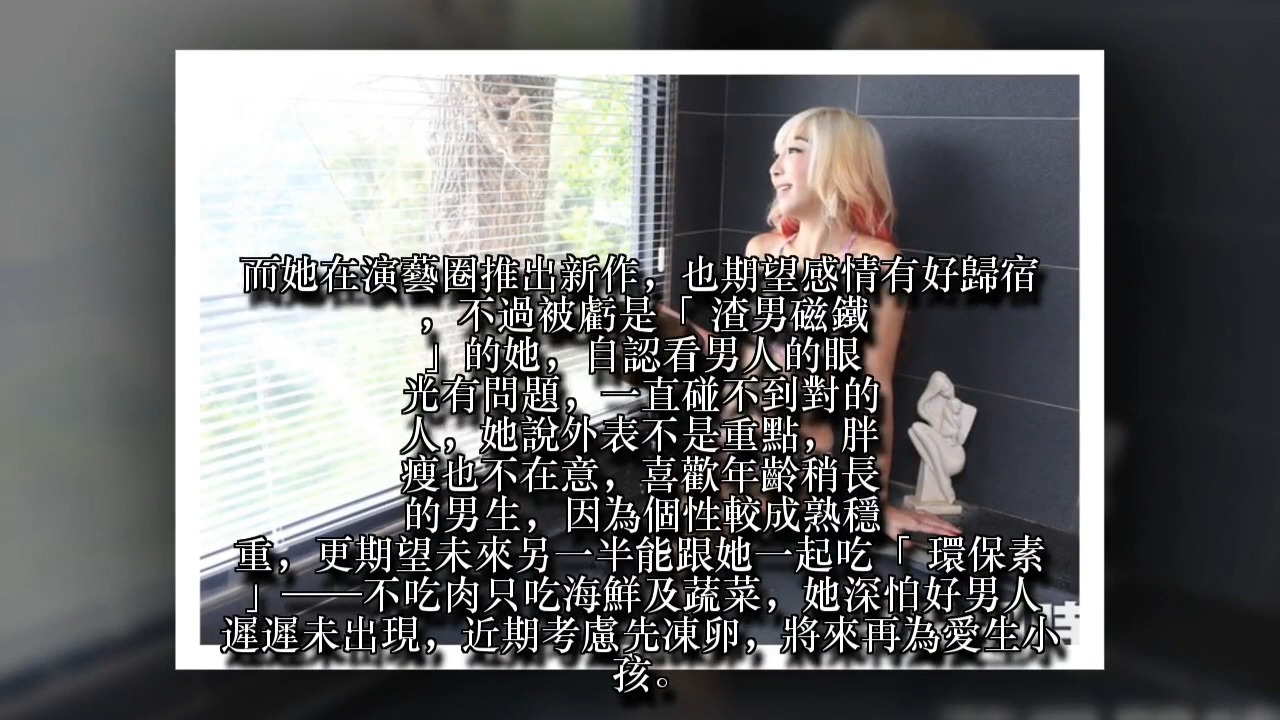 而她在演藝圈推出新作，也期望感情有好歸宿
，不過被虧是「 渣男磁鐵
」的她，自認看男人的眼
光有問題，一直碰不到對的
人，她說外表不是重點，胖
瘦也不在意，喜歡年齡稍長
的男生，因為個性較成熟穩
重，更期望未來另一半能跟她一起吃「 環保素
」——不吃肉只吃海鮮及蔬菜，她深怕好男人
遲遲未出現，近期考慮先凍卵，將來再為愛生小
孩。